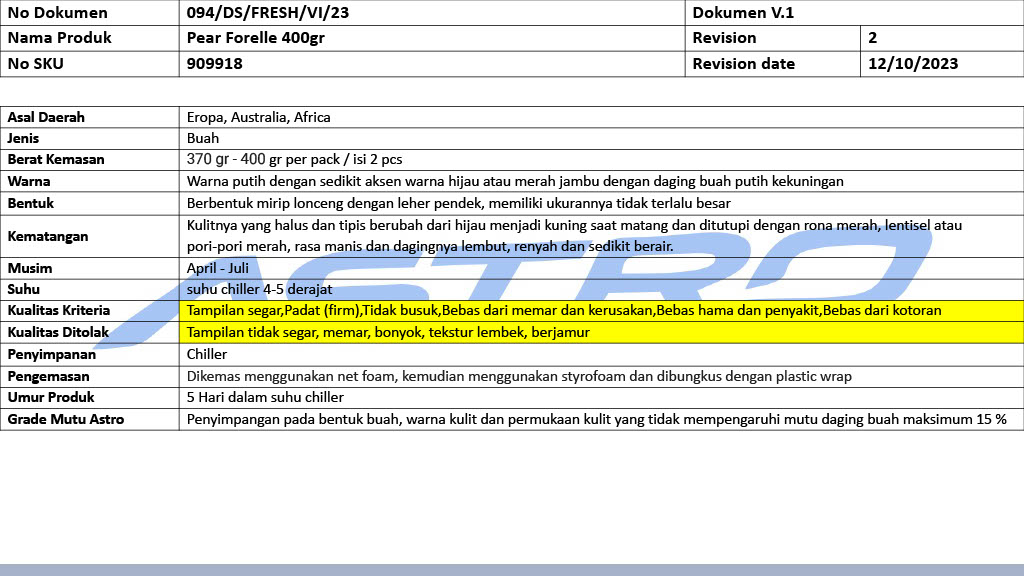 No Dokumen 094/DS/FRESH/VI/23 Dokumen V.1
Nama Produk Pear Forelle 400gr Revision 2
No SKU 909918 Revision date 12/10/2023
Asal Daerah Eropa, Australia, Africa
Jenis Buah
Berat Kemasan 370 gr - 400 gr per pack / isi 2 pcs
Warna Warna putih dengan sedikit aksen warna hijau atau merah jambu dengan daging buah putih kekuningan
Bentuk Berbentuk mirip lonceng dengan leher pendek, memiliki ukurannya tidak terlalu besar
Kematangan Kulitnya yang halus dan tipis berubah dari hijau menjadi kuning saat matang dan ditutupi dengan rona merah, lentisel atau
pori-pori merah, rasa manis dan dagingnya lembut, renyah dan sedikit berair.
Musim April - Juli
Suhu suhu chiller 4-5 derajat
Kualitas Kriteria Tampilan segar,Padat (firm),Tidak busuk,Bebas dari memar dan kerusakan,Bebas hama dan penyakit,Bebas dari kotoran
Kualitas Ditolak Tampilan tidak segar, memar, bonyok, tekstur lembek, berjamur
Penyimpanan Chiller
Pengemasan Dikemas menggunakan net foam, kemudian menggunakan styrofoam dan dibungkus dengan plastic wrap
Umur Produk 5 Hari dalam suhu chiller
Grade Mutu Astro Penyimpangan pada bentuk buah, warna kulit dan permukaan kulit yang tidak mempengaruhi mutu daging buah maksimum 15 %
ASTRO